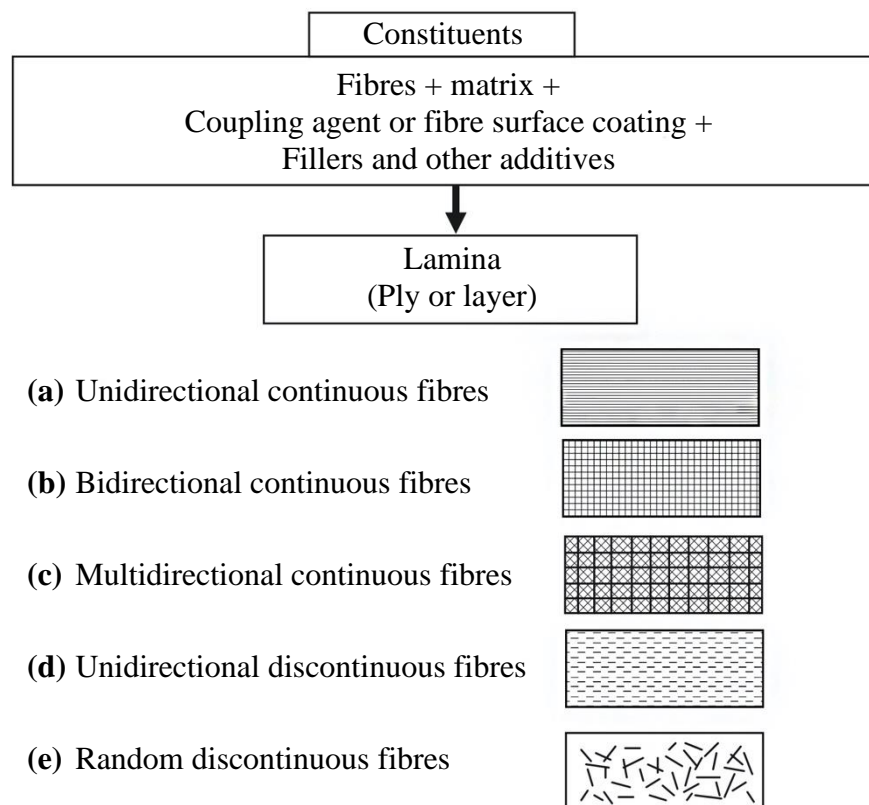 Constituents
Fibres + matrix +
Coupling agent or fibre surface coating +
Fillers and other additives
Lamina
(Ply or layer)
(a) Unidirectional continuous fibres
(b) Bidirectional continuous fibres
(c) Multidirectional continuous fibres
(d) Unidirectional discontinuous fibres
(e) Random discontinuous fibres